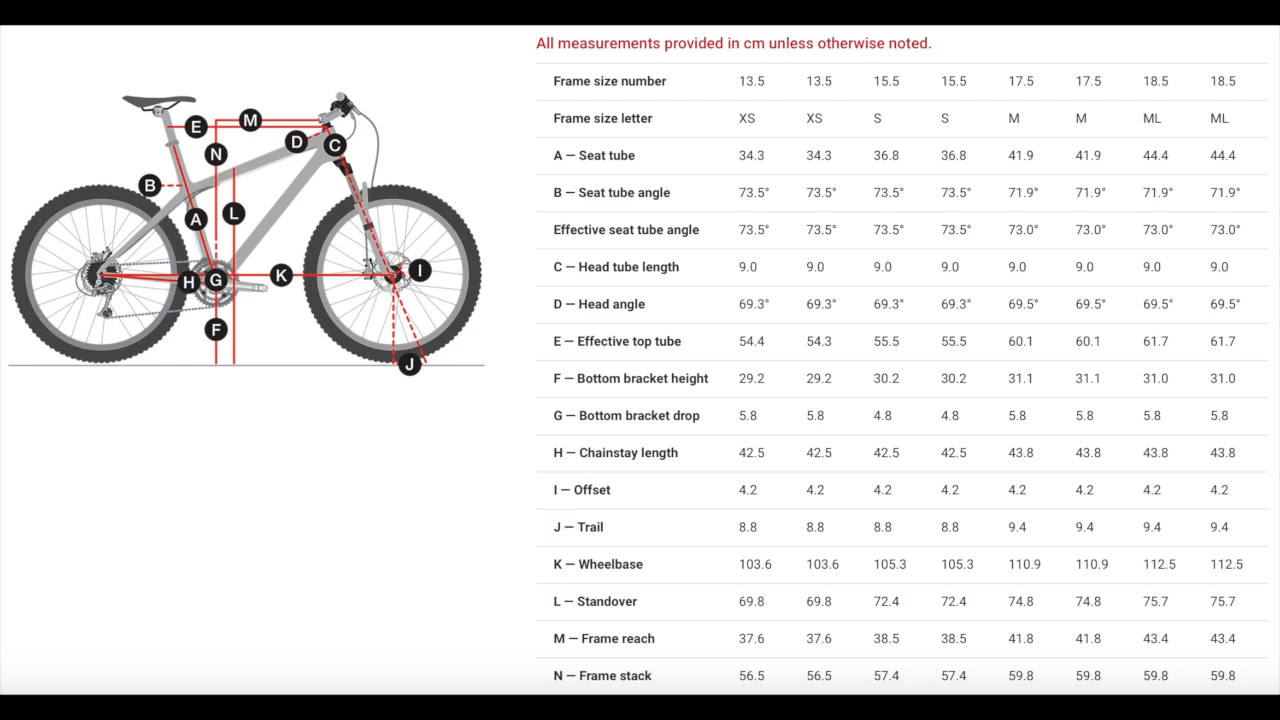 All measurements provided in cm unless otherwise noted.
Frame size number 13.5 13.5 15.5 15.5 17.5 17.5 18.5 18.5
Frame size letter XS XS S S M M ML ML
A — Seat tube 34.3 34.3 36.8 36.8 41.9 41.9 44.4 44.4
B — Seat tube angle 73.5° 73.5° 73.5° 73.5° 71.9° 71.9° 71.9° 71.9°
Effective seat tube angle 73.5° 73.5° 73.5° 73.5° 73.0° 73.0° 73.0° 73.0°
C — Head tube length 9.0 9.0 9.0 9.0 9.0 9.0 9.0 9.0
D — Head angle 69.3° 69.3° 69.3° 69.3° 69.5° 69.5° 69.5° 69.5°
E — Effective top tube 54.4 54.3 55.5 55.5 60.1 60.1 61.7 61.7
F — Bottom bracket height 29.2 29.2 30.2 30.2 31.1 31.1 31.0 31.0
G — Bottom bracket drop 5.8 5.8 4.8 4.8 5.8 5.8 5.8 5.8
H — Chainstay length 42.5 42.5 42.5 42.5 43.8 43.8 43.8 43.8
I — Offset 4.2 4.2 4.2 4.2 4.2 4.2 4.2 4.2
J — Trail 8.8 8.8 8.8 8.8 9.4 9.4 9.4 9.4
K — Wheelbase 103.6 103.6 105.3 105.3 110.9 110.9 112.5 112.5
L — Standover 69.8 69.8 72.4 72.4 74.8 74.8 75.7 75.7
M — Frame reach 37.6 37.6 38.5 38.5 41.8 41.8 43.4 43.4
N — Frame stack 56.5 56.5 57.4 57.4 59.8 59.8 59.8 59.8
M
E
D
C
N
B
L
A
I
K
H
G
F
J